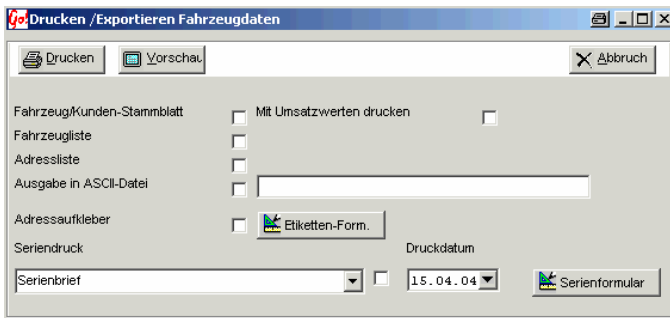 Go! Drucken /Exportieren Fahrzeugdaten
Drucken
Vorschau
Abbruch
Fahrzeug/Kunden-Stammblatt
Mit Umsatzwerten drucken
Fahrzeugliste
Adressliste
Ausgabe in ASCII-Datei
Adressaufkleber
Etiketten-Form.
Seriendruck
Druckdatum
Serienbrief
15.04.04
Serienformular